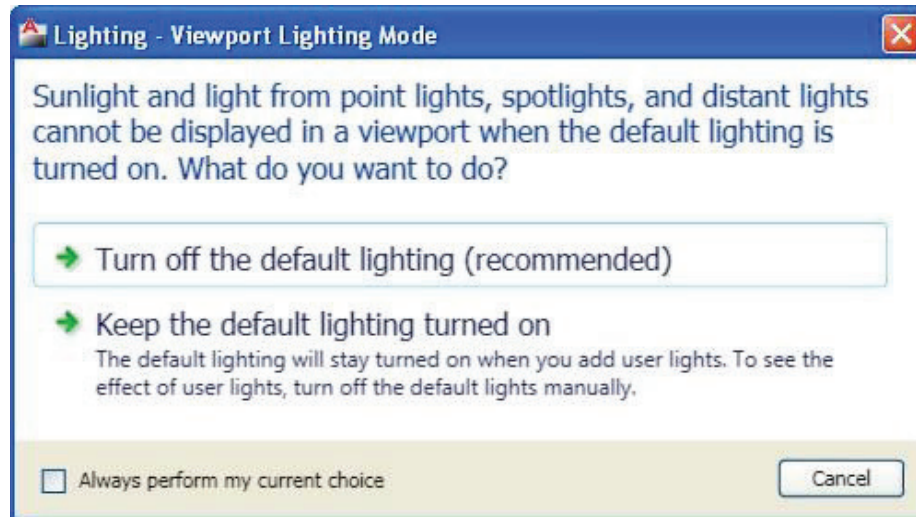 Lighting - Viewport Lighting Mode
Sunlight and light from point lights, spotlights, and distant lights
cannot be displayed in a viewport when the default lighting is
turned on. What do you want to do?
Turn off the default lighting (recommended)
Keep the default lighting turned on
The default lighting will stay turned on when you add user lights. To see the
effect of user lights, turn off the default lights manually.
Always perform my current choice
Cancel